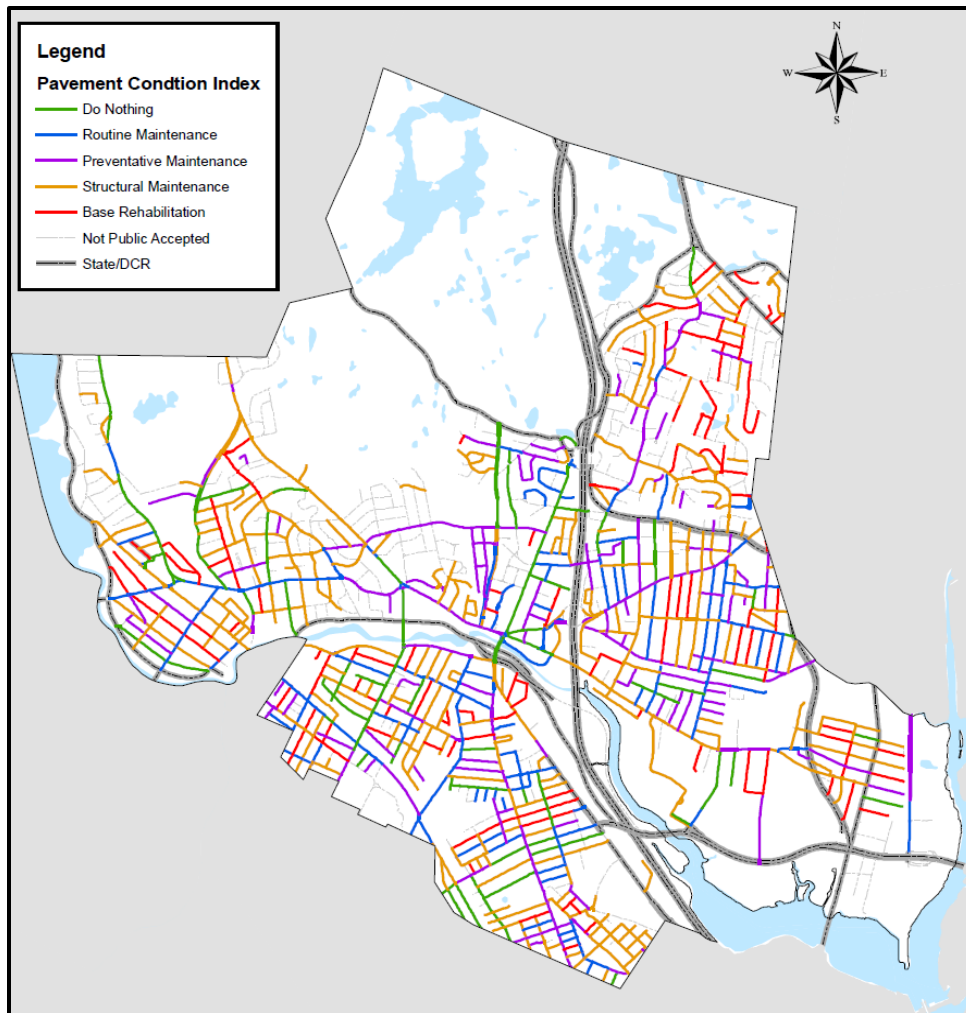 Legend
Pavement Condtion Index
Do Nothing
Routine Maintenance
Preventative Maintenance
Structural Maintenance
Base Rehabilitation
Not Public Accepted
State/DCR
N
W E
S